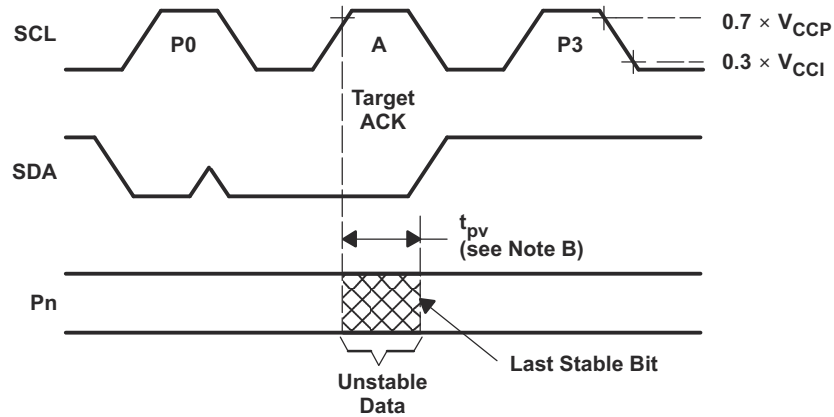 SCL
P0
A
P3
0.7 × VCCP
0.3 × VCCI
Target
ACK
SDA
tpv
(see Note B)
Pn
Last Stable Bit
Unstable
Data